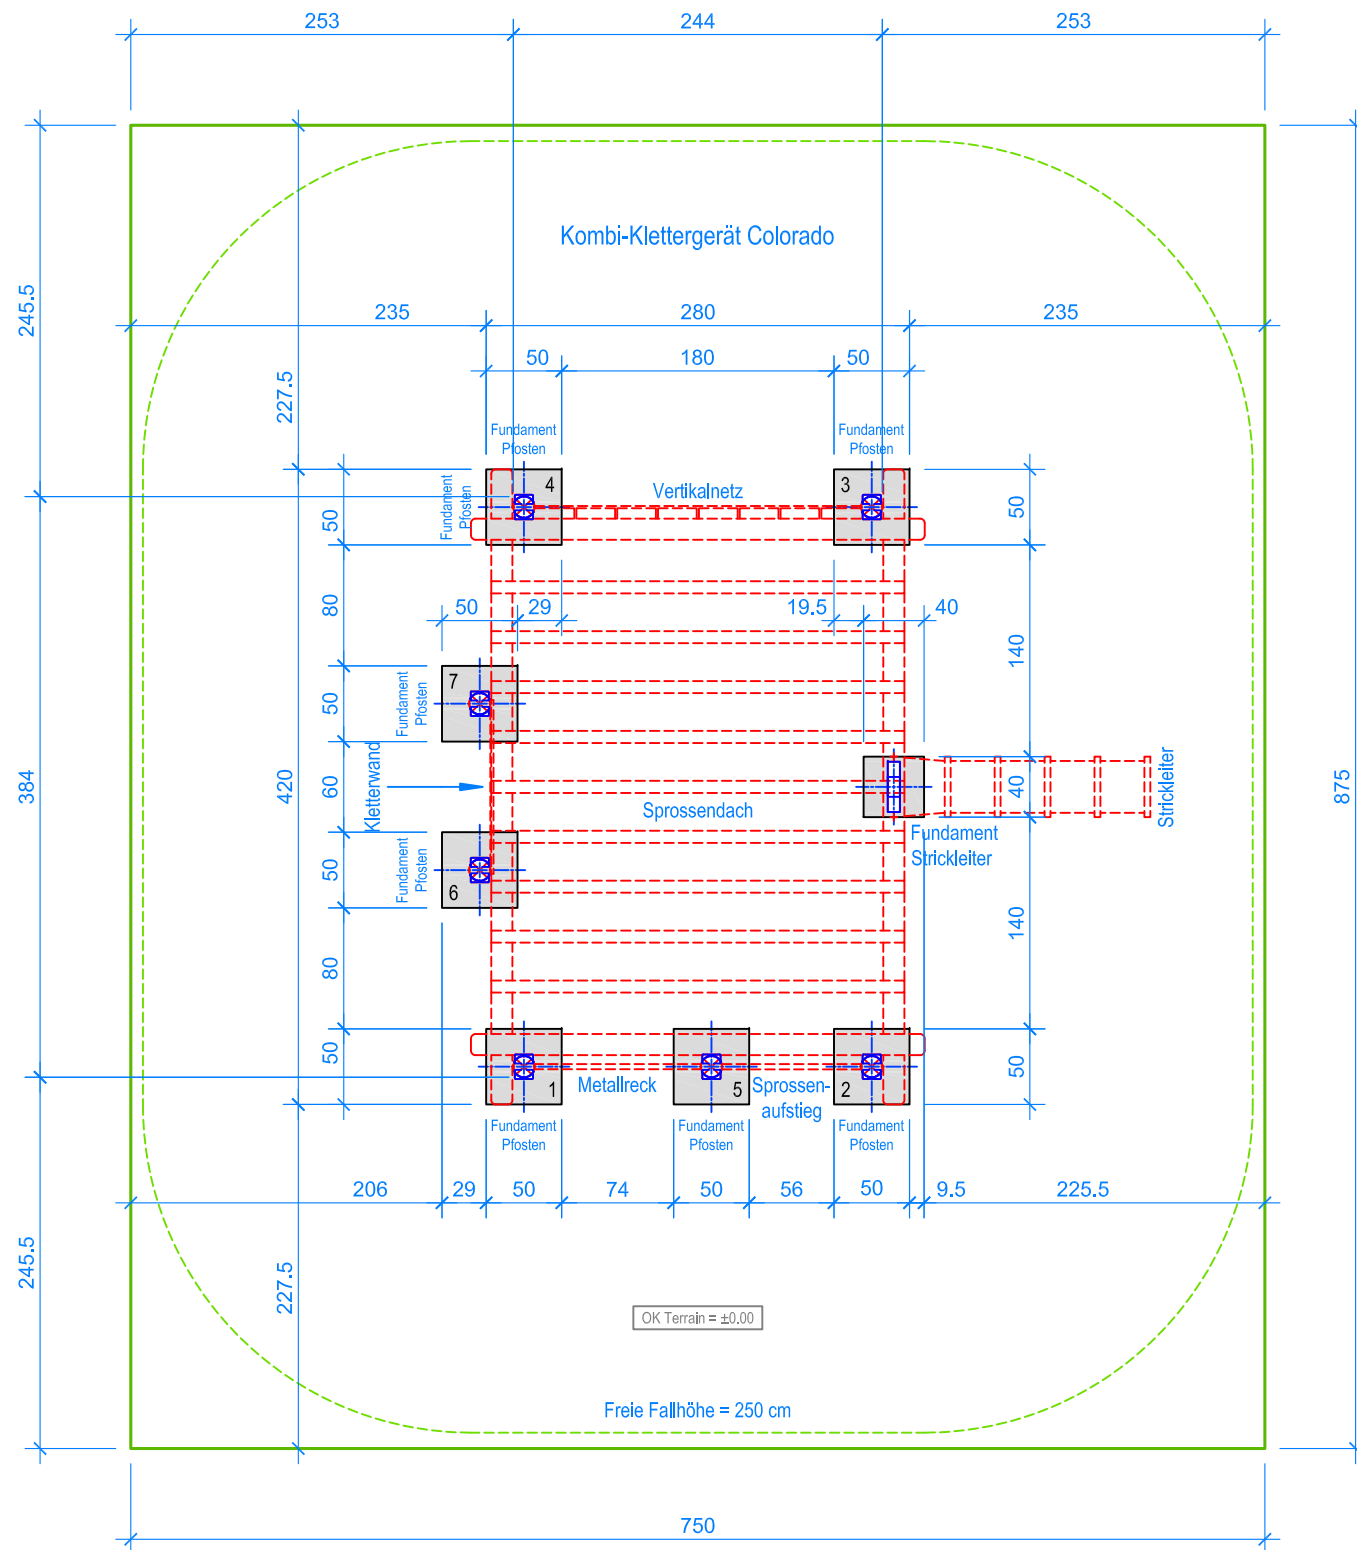 253
244
253
Kombi-Klettergerät Colorado
245.5
235
280
235
227.5
50
180
50
Fundament
Pfosten
Fundament
Pfosten
Fundament
Pfosten
4
Vertikalnetz
3
50
50
80
50
29
19.5
40
140
Fundament
Pfosten
7
50
Kletterwand
384
420
60
Sprossendach
40
Strickleiter
875
Fundament
Strickleiter
Fundament
Pfosten
6
50
80
140
50
1
Metallreck
5
Sprossen-
aufstieg
2
50
Fundament
Pfosten
Fundament
Pfosten
Fundament
Pfosten
206
29
50
74
50
56
50
9.5
225.5
245.5
227.5
OK Terrain = ±0.00
Freie Fallhöhe = 250 cm
750